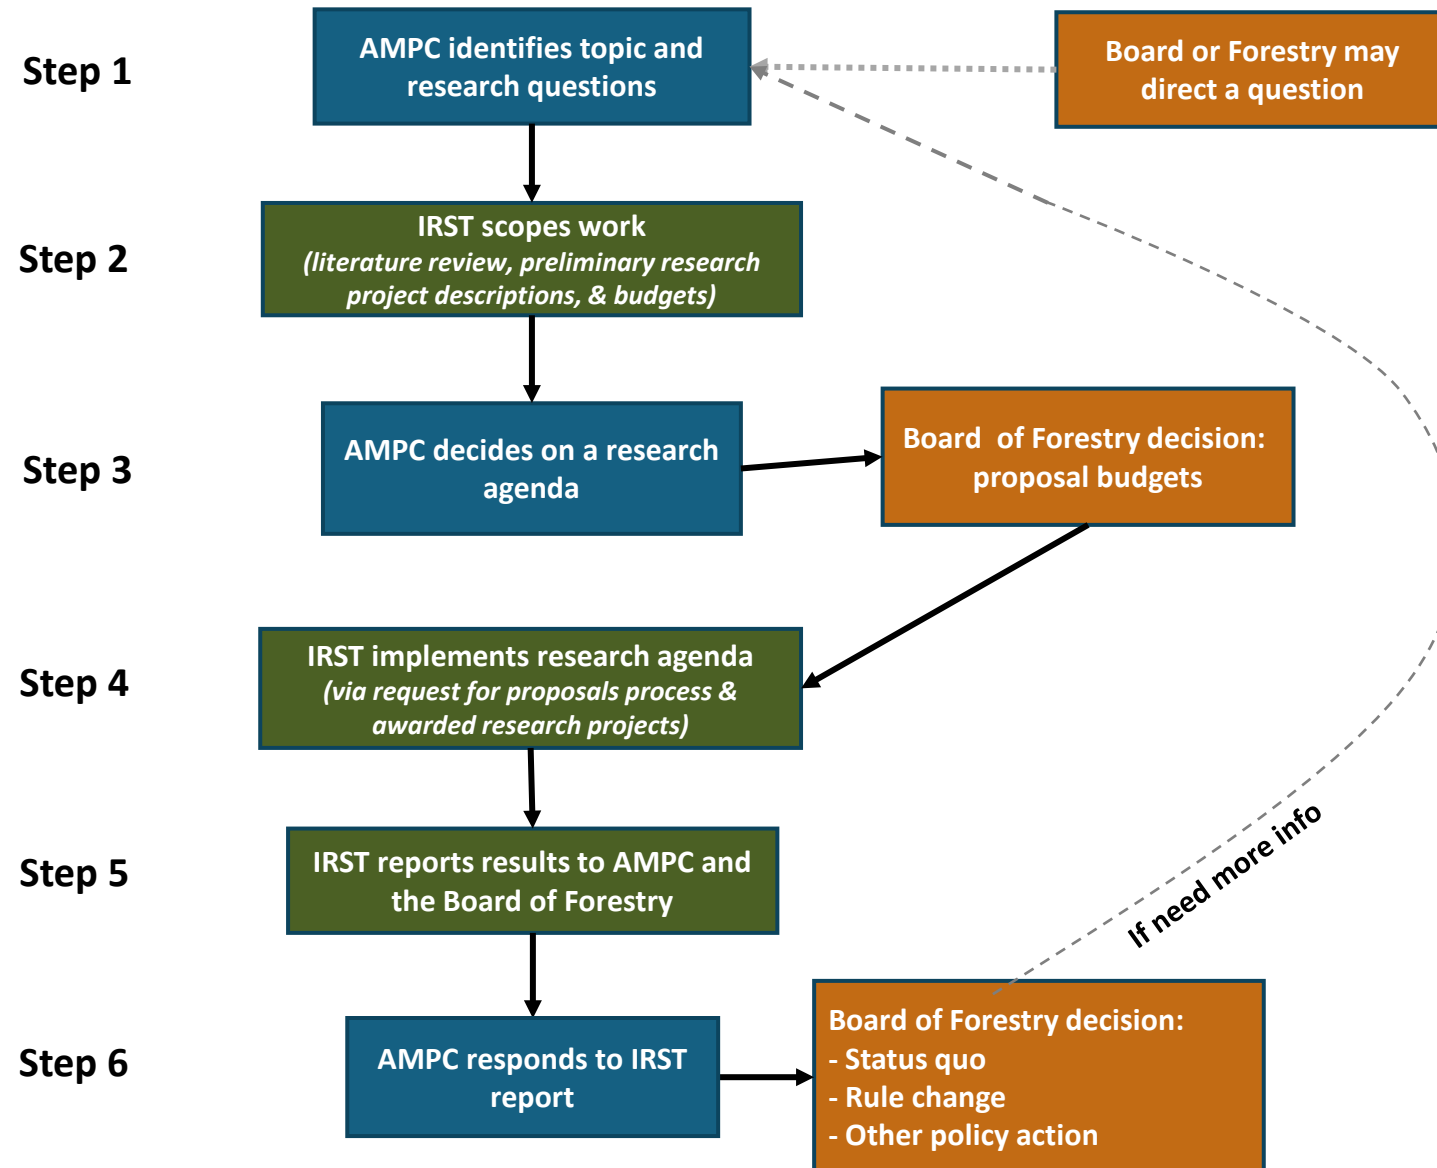 Step 1
AMPC identifies topic and
research questions
Board or Forestry may
direct a question
Step 2
IRST scopes work
(literature review, preliminary research
project descriptions, & budgets)
Step 3
AMPC decides on a research
agenda
Board  of Forestry decision:
proposal budgets
Step 4
IRST implements research agenda
(via request for proposals process &
awarded research projects)
Step 5
IRST reports results to AMPC and
the Board of Forestry
If need more info
Step 6
AMPC responds to IRST
report
Board of Forestry decision:
- Status quo
- Rule change
- Other policy action